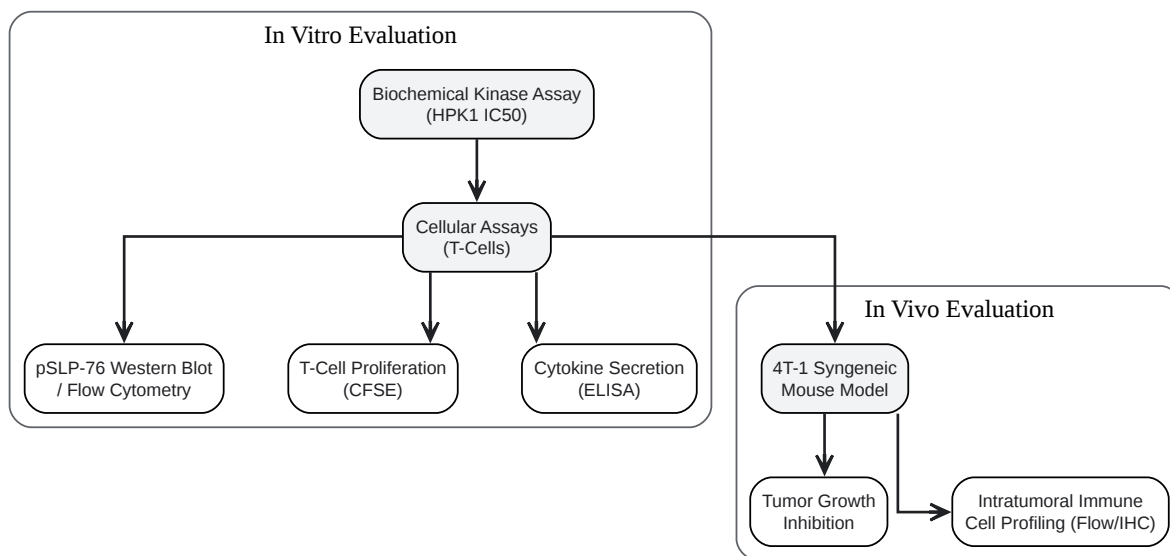 In Vitro Evaluation
Biochemical Kinase Assay
(HPK1 IC50)
Cellular Assays
(T-Cells)
pSLP-76 Western Blot
/ Flow Cytometry
T-Cell Proliferation
(CFSE)
Cytokine Secretion
(ELISA)
In Vivo Evaluation
4T-1 Syngeneic
Mouse Model
Tumor Growth
Inhibition
Intratumoral Immune
Cell Profiling (Flow/IHC)